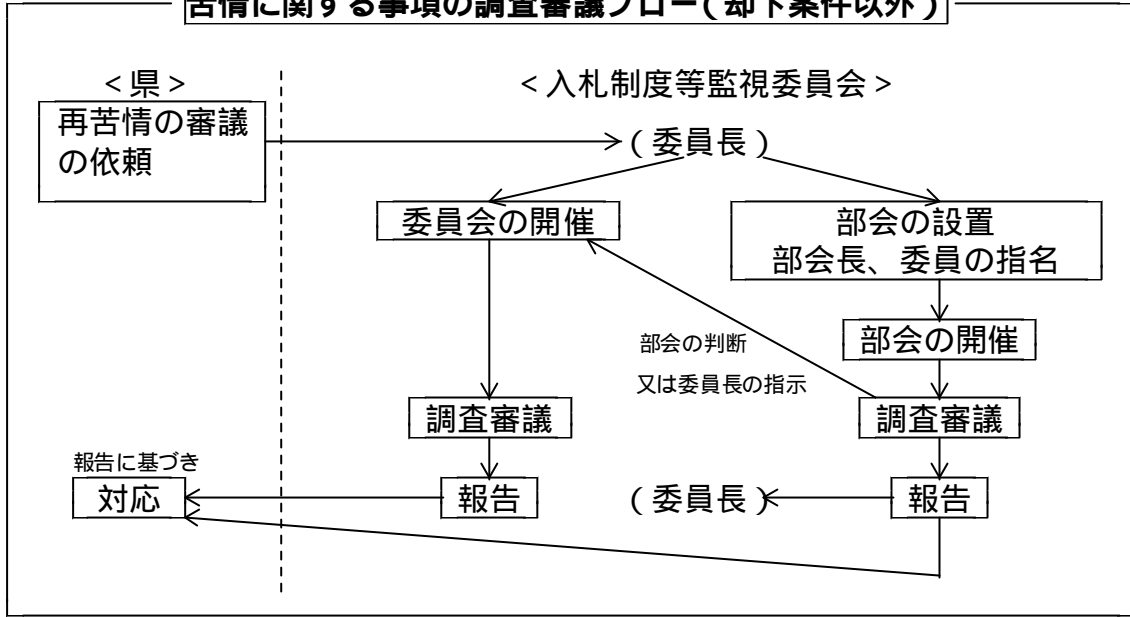 苦情に関する事項の調査審議フロー(却下案件以外)
<県>
<入札制度等監視委員会>
再苦情の審議
の依頼
(委員長)
委員会の開催
部会の設置
部会長、委員の指名
部会の開催
部会の判断
又は委員長の指示
調査審議
調査審議
報告に基づき
対応
報告
(委員長)
報告